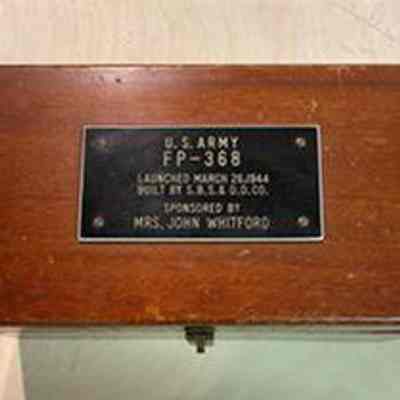 U.S. ARMY
FP-368
LAUNCHED MARCH 26,1944
BUILT BY S.B.S.& D.D.CO.
SPONSORED BY
MRS. JOHN WHITFORD